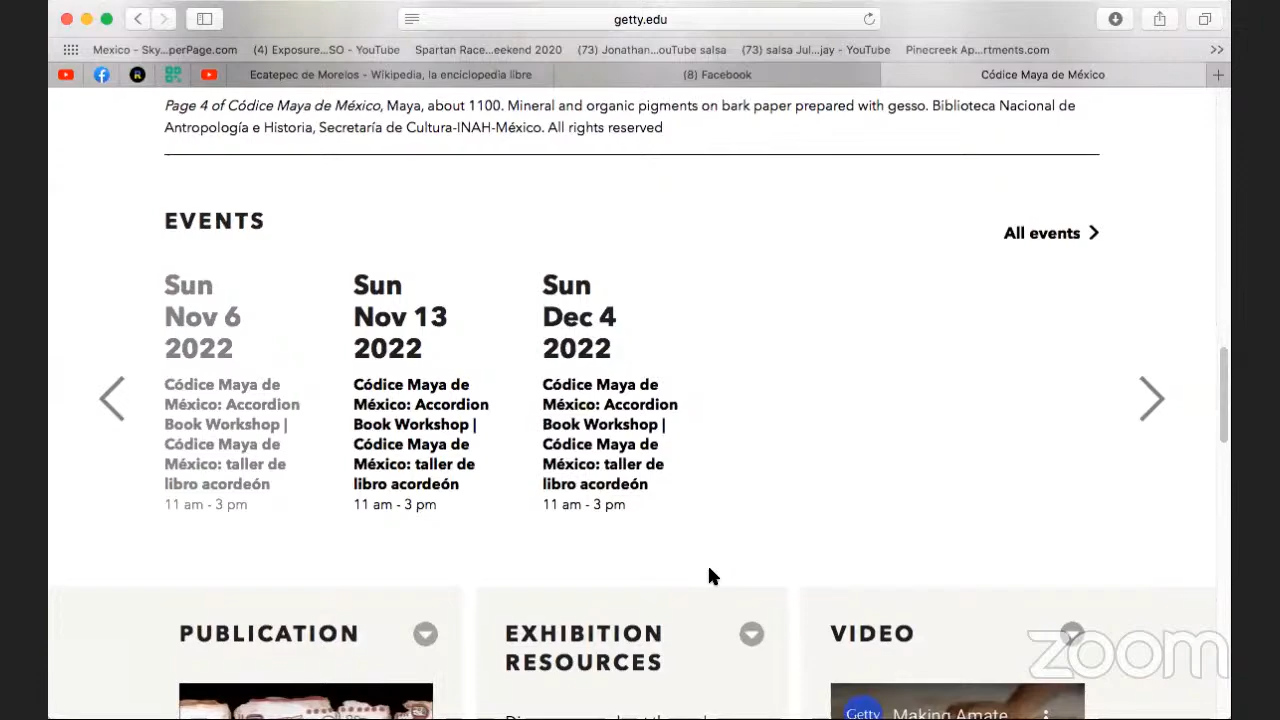 getty.edu
Mexico - Sky...perPage.com
(4) Exposure...SO - YouTube
Spartan Race...eekend 2020
(73) Jonathan...ouTube salsa
(73) salsa Jul...jay - YouTube
Pinecreek Ap...rtments.com
Ecatepec de Morelos - Wikipedia, la enciclopedia libre
(8) Facebook
Códice Maya de México
Page 4 of Códice Maya de México, Maya, about 1100. Mineral and organic pigments on bark paper prepared with gesso. Biblioteca Nacional de
Antropología e Historia, Secretaría de Cultura-INAH-México. All rights reserved
EVENTS
All events
Sun
Nov 6
2022
Códice Maya de
México: Accordion
Book Workshop |
Códice Maya de
México: taller de
libro acordeón
11 am - 3 pm
Sun
Nov 13
2022
Códice Maya de
México: Accordion
Book Workshop |
Códice Maya de
México: taller de
libro acordeón
11 am - 3 pm
Sun
Dec 4
2022
Códice Maya de
México: Accordion
Book Workshop |
Códice Maya de
México: taller de
libro acordeón
11 am - 3 pm
PUBLICATION
EXHIBITION
RESOURCES
VIDEO
zoom
Getty
Making Amate